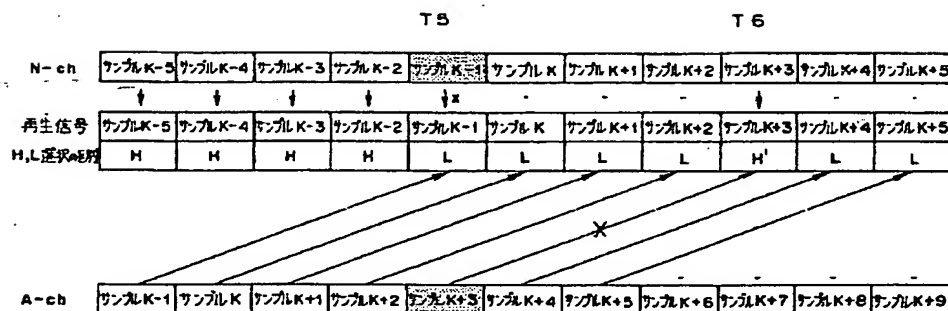 T5 T6
N-ch サンプルK-5 サンプルK-4 サンプルK-3 サンプルK-2 サンプルK-1 サンプルK サンプルK+1 サンプルK+2 サンプルK+3 サンプルK+4 サンプルK+5
x - - - - -
再生信号 サンプルK-5 サンプルK-4 サンプルK-3 サンプルK-2 サンプルK-1 サンプルK サンプルK+1 サンプルK+2 サンプルK+3 サンプルK+4 サンプルK+5
H,L選択の H H H H L L L L H' L L
X
- - - -
A-ch サンプルK-1 サンプルK サンプルK+1 サンプルK+2 サンプルK+3 サンプルK+4 サンプルK+5 サンプルK+6 サンプルK+7 サンプルK+8 サンプルK+9